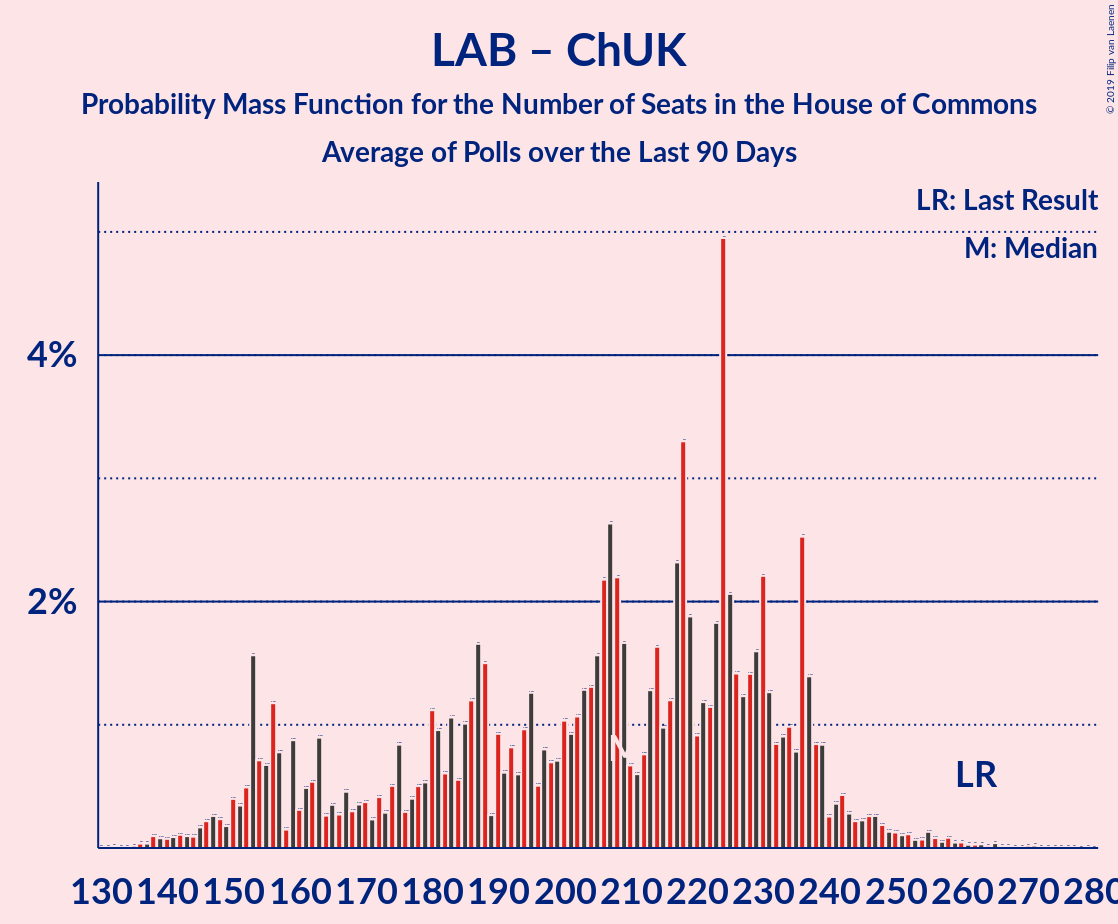 LAB – ChUK
Probability Mass Function for the Number of Seats in the House of Commons
Average of Polls over the Last 90 Days
© 2019 Filip van Laenen
LR: Last Result
M: Median
4%
2%
LR
130 140 150 160 170 180 190 200 210 220 230 240 250 260 270 280